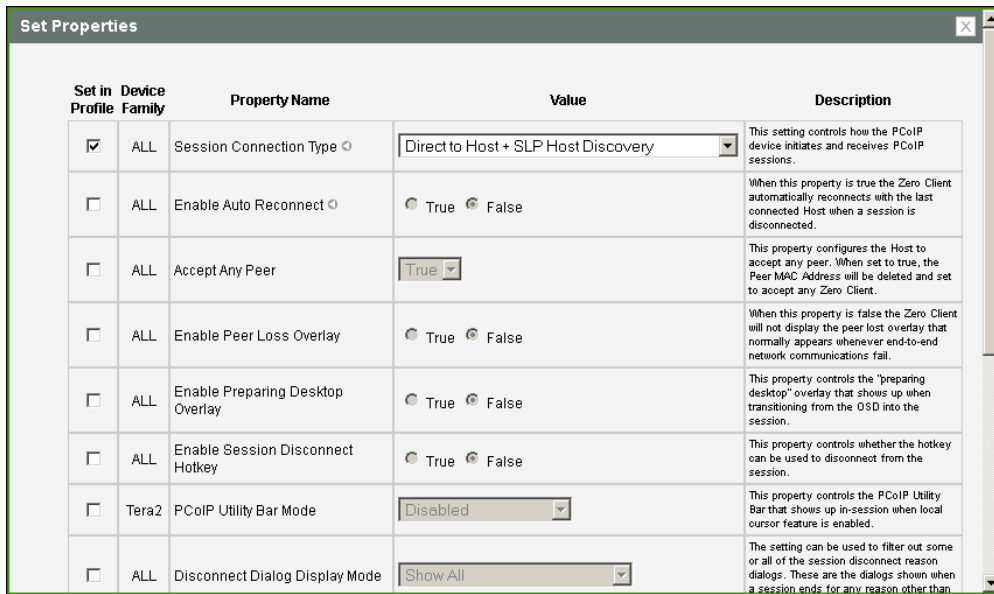 Set Properties
X
Set in Profile
Device Family
Property Name
Value
Description
ALL
Session Connection Type
Direct to Host + SLP Host Discovery
This setting controls how the PCoIP
device initiates and receives PCoIP
sessions.
ALL
Enable Auto Reconnect
True False
When this property is true the Zero Client
automatically reconnects with the last
connected Host when a session is
disconnected.
ALL
Accept Any Peer
True
This property configures the Host to
accept any peer. When set to true, the
Peer MAC Address will be deleted and set
to accept any Zero Client.
ALL
Enable Peer Loss Overlay
True False
When this property is false the Zero Client
will not display the peer lost overlay that
normally appears whenever end-to-end
network communications fail.
ALL
Enable Preparing Desktop
Overlay
True False
This property controls the "preparing
desktop" overlay that shows up when
transitioning from the OSD into the
session.
ALL
Enable Session Disconnect
Hotkey
True False
This property controls whether the hotkey
can be used to disconnect from the
session.
Tera2
PCoIP Utility Bar Mode
Disabled
This property controls the PCoIP Utility
Bar that shows up in-session when local
cursor feature is enabled.
ALL
Disconnect Dialog Display Mode
Show All
The setting can be used to filter out some
or all of the session disconnect reason
dialogs. These are the dialogs shown when
a session ends for any reason other than